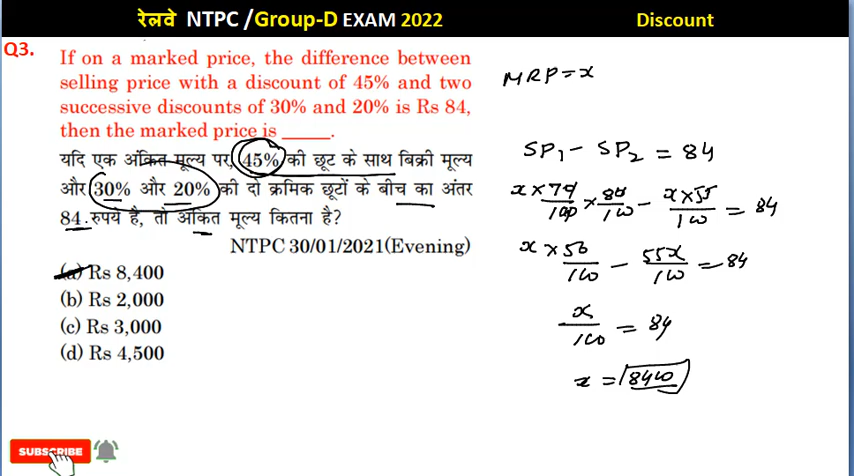 रेलवे NTPC /Group-D EXAM 2022
Discount
Q3.
If on a marked price, the difference between
selling price with a discount of 45% and two
successive discounts of 30% and 20% is Rs 84,
then the marked price is _____.
यदि एक अंकित मूल्य पर, 45% की छूट के साथ बिक्री मूल्य
और 30% और 20% की दो क्रमिक छूटों के बीच का अंतर
84 रुपये है, तो अंकित मूल्य कितना है?
NTPC 30/01/2021(Evening)
(a) Rs 8,400
(b) Rs 2,000
(c) Rs 3,000
(d) Rs 4,500
MRP = x
SP1 - SP2 = 84
x × 70/100 × 80/100 - x × 55/100 = 84
x × 56/100 - 55x/100 = 84
x/100 = 84
x = 8400
SUBSCRIBE